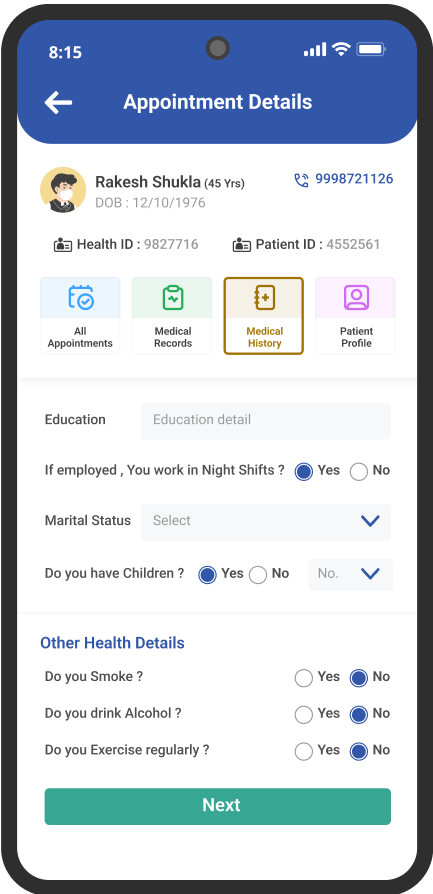 8:15
Appointment Details
Rakesh Shukla (45 Yrs)
9998721126
DOB : 12/10/1976
Health ID : 9827716
Patient ID : 4552561
All
Appointments
Medical
Records
Medical
History
Patient
Profile
Education
Education detail
If employed , You work in Night Shifts ? Yes No
Marital Status
Select
Do you have Children ? Yes No
No.
Other Health Details
Do you Smoke ? Yes No
Do you drink Alcohol ? Yes No
Do you Exercise regularly ? Yes No
Next